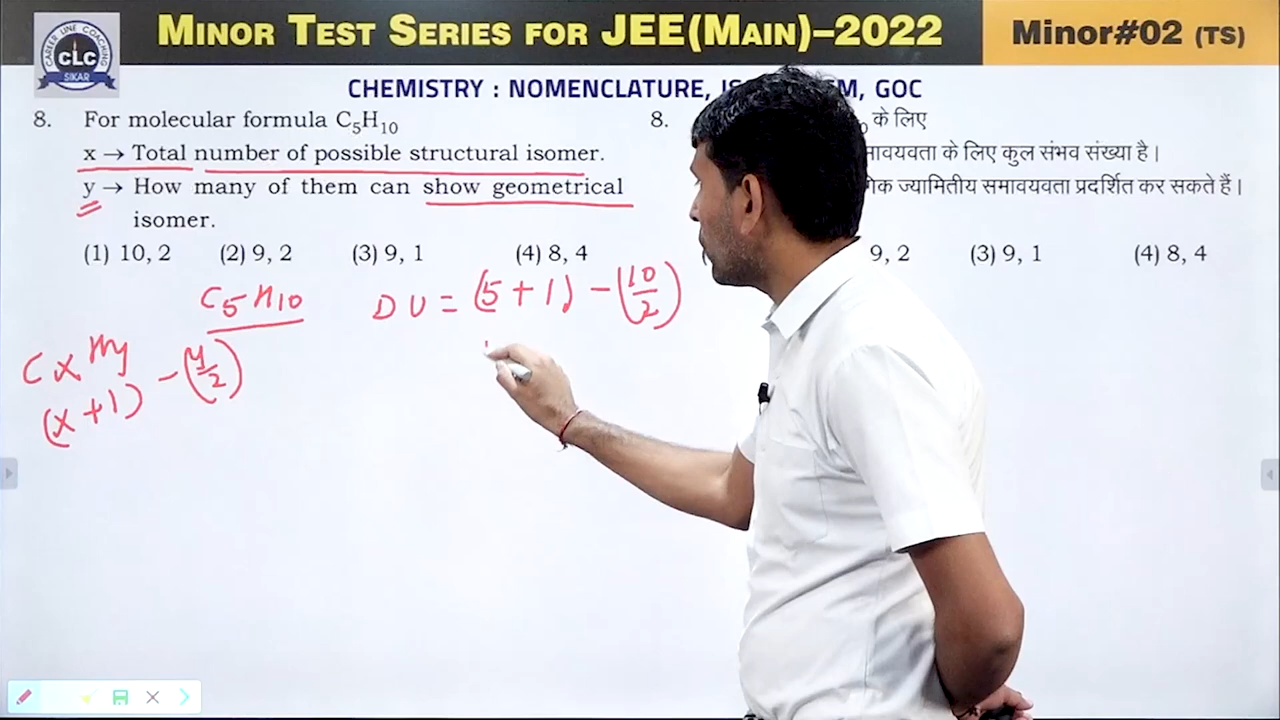 CAREER LINE COACHING
CLC
SIKAR
MINOR TEST SERIES FOR JEE(MAIN)–2022
Minor#02 (TS)
CHEMISTRY : NOMENCLATURE, IS M, GOC
8. For molecular formula C₅H₁₀
x → Total number of possible structural isomer.
y → How many of them can show geometrical
isomer.
(1) 10, 2 (2) 9, 2 (3) 9, 1 (4) 8, 4
8. के लिए
मावयवता के लिए कुल संभव संख्या है।
ज्यामितीय समावयवता प्रदर्शित कर सकते हैं।
9, 2 (3) 9, 1 (4) 8, 4
C₅H₁₀ DU = (5+1) – (10/2)
CxHy
(x+1) – (y/2)